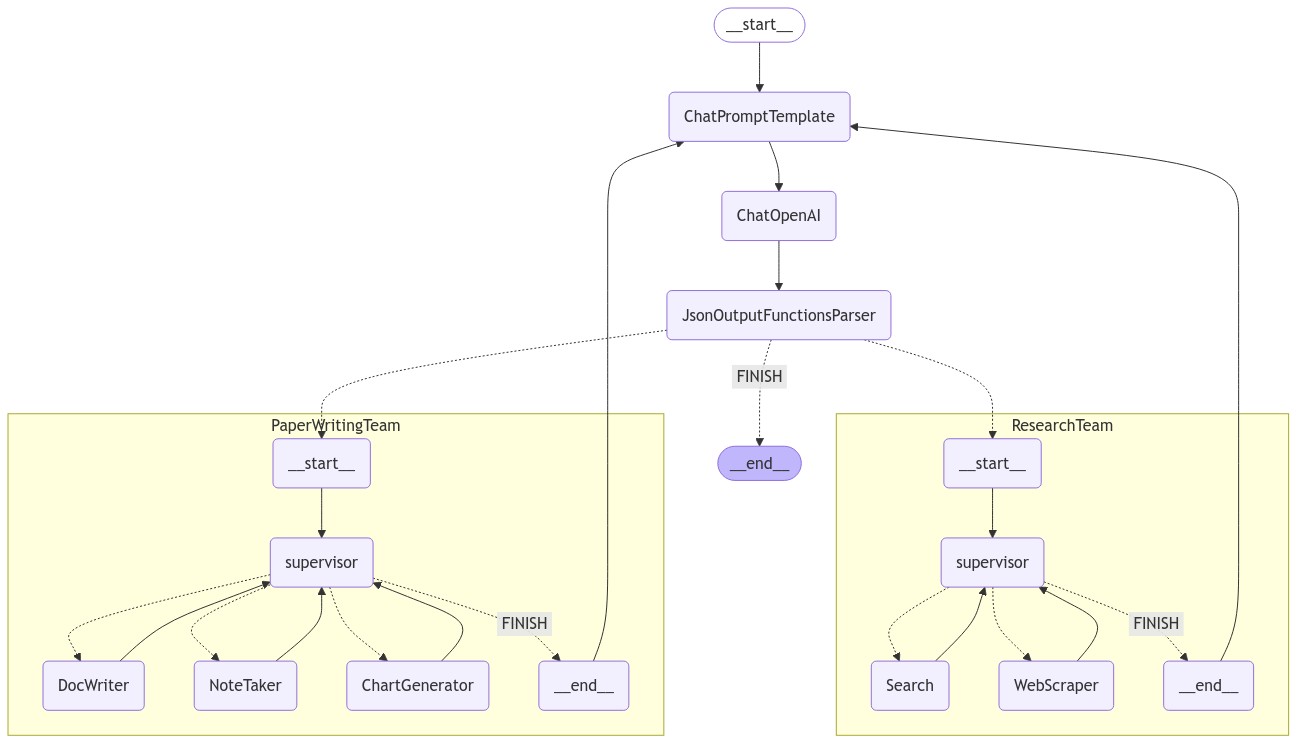 __start__
ChatPromptTemplate
ChatOpenAI
JsonOutputFunctionsParser
FINISH
__end__
PaperWritingTeam
__start__
supervisor
FINISH
DocWriter
NoteTaker
ChartGenerator
__end__
ResearchTeam
__start__
supervisor
FINISH
Search
WebScraper
__end__